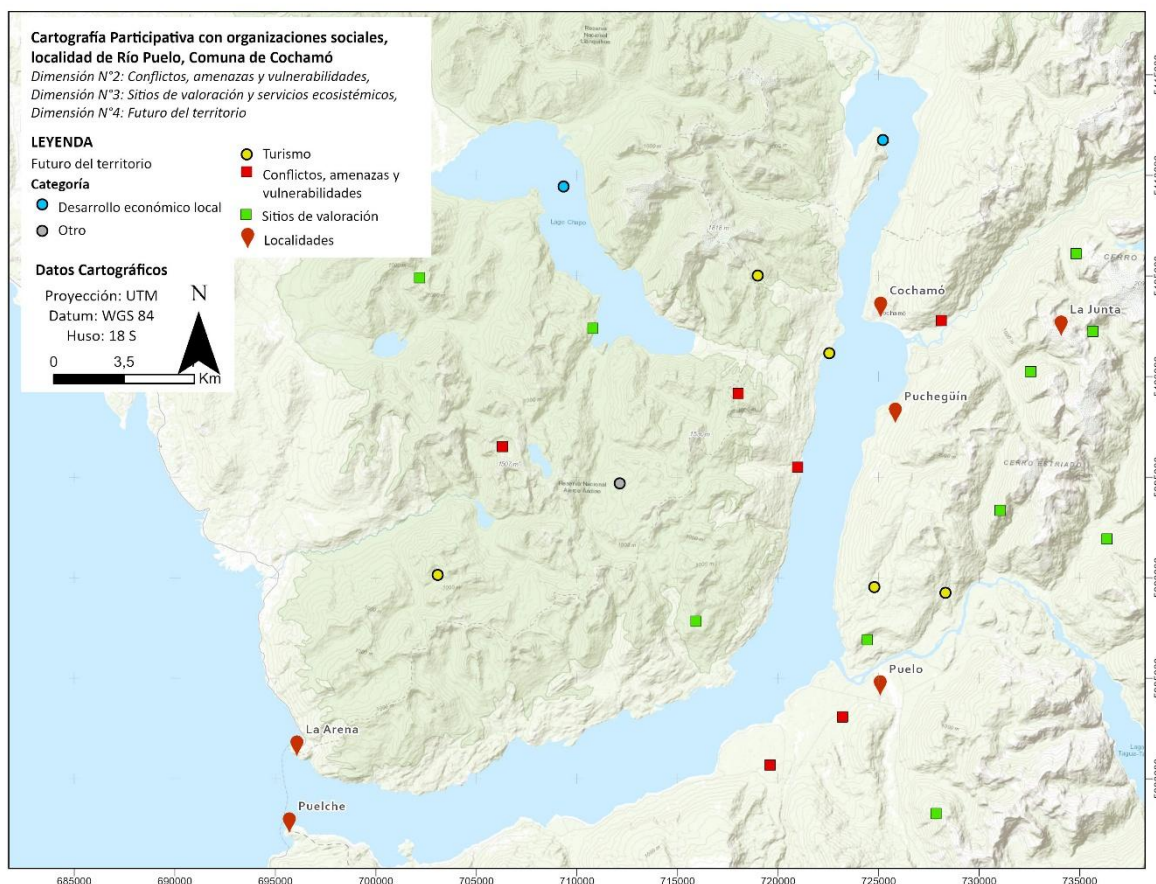 Cartografía Participativa con organizaciones sociales,
localidad de Río Puelo, Comuna de Cochamó
Dimensión N°2: Conflictos, amenazas y vulnerabilidades,
Dimensión N°3: Sitios de valoración y servicios ecosistémicos,
Dimensión N°4: Futuro del territorio
LEYENDA
Futuro del territorio
Categoría
Desarrollo económico local
Otro
Turismo
Conflictos, amenazas y
vulnerabilidades
Sitios de valoración
Localidades
Datos Cartográficos
Proyección: UTM
Datum: WGS 84
Huso: 18 S
N
0 3,5
Km
Lago Chapo
Cochamó
La Junta
Puchegüín
CERRO
Reserva Nacional
Puelo
La Arena
Puelche
685000 690000 695000 700000 705000 710000 715000 720000 725000 730000 735000